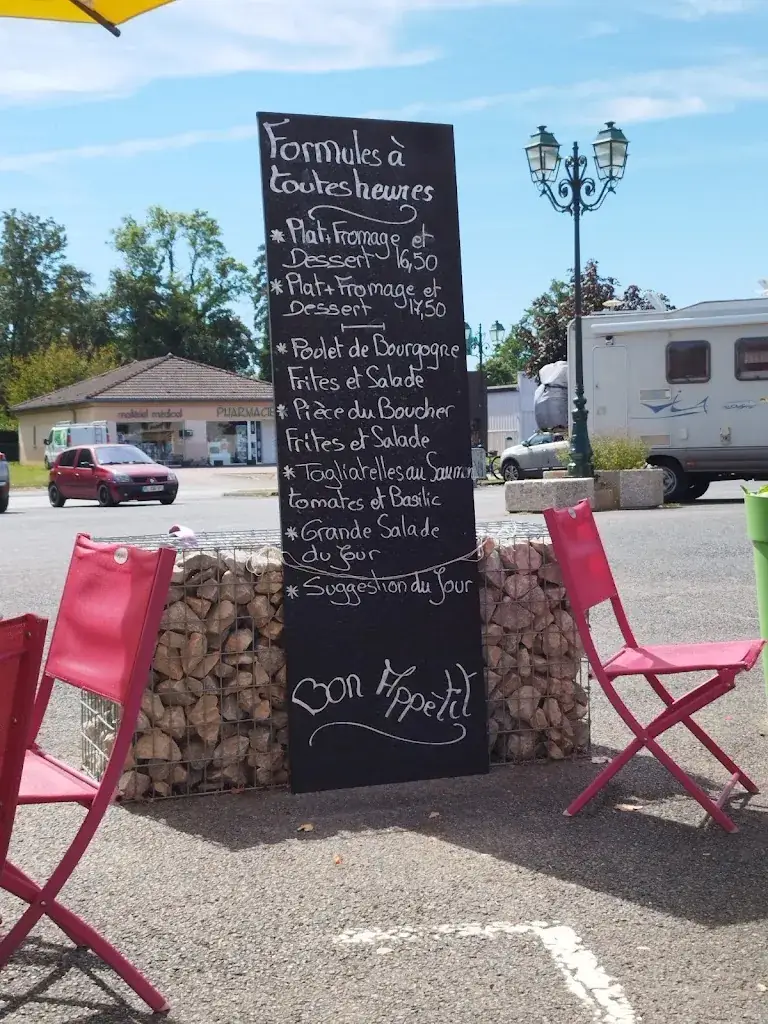 Formules à
toutes heures
* Plat + Fromage et
Dessert 16,50
* Plat + Fromage et
Dessert 17,50
* Poulet de Bourgogne
Frites et Salade
* Pièce du Boucher
Frites et Salade
* Tagliatelles au Saumon
tomates et Basilic
* Grande Salade
du Jour
* Suggestion du Jour
Bon Appétit
matériel médical PHARMACIE